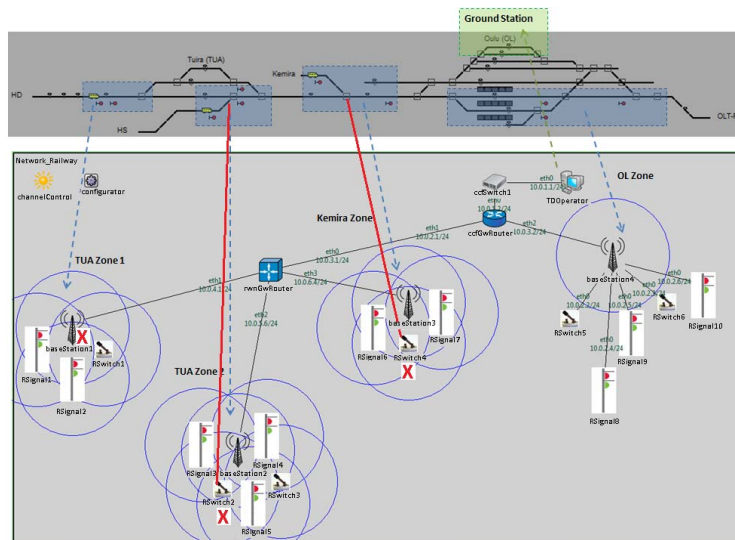 Ground Station
Oulu (OL)
Tuira (TUA)
Kemira
HD
HS
Network_Railway
channelControl
configurator
eth0
10.0.1.1/24
ccfSwitch1
TDOperator
OL Zone
Kemira Zone
eth1
10.0.2.1/24
ccfGwRouter
eth2
10.0.3.2/24
eth0
10.0.3.1/24
TUA Zone 1
eth1
10.0.4.1/24
rwnGwRouter
eth3
10.0.6.4/24
baseStation4
eth0
10.0.2.6/24
eth2
10.0.5.6/24
baseStation1
X
RSwitch1
RSignal1
RSignal2
baseStation3
RSignal6
RSignal7
RSwitch4
X
RSwitch5
RSwitch6
RSignal10
RSignal9
10.0.2.4/24
RSignal8
TUA Zone 2
RSignal3
RSignal4
baseStation2
RSwitch2
RSwitch3
X
RSignal5